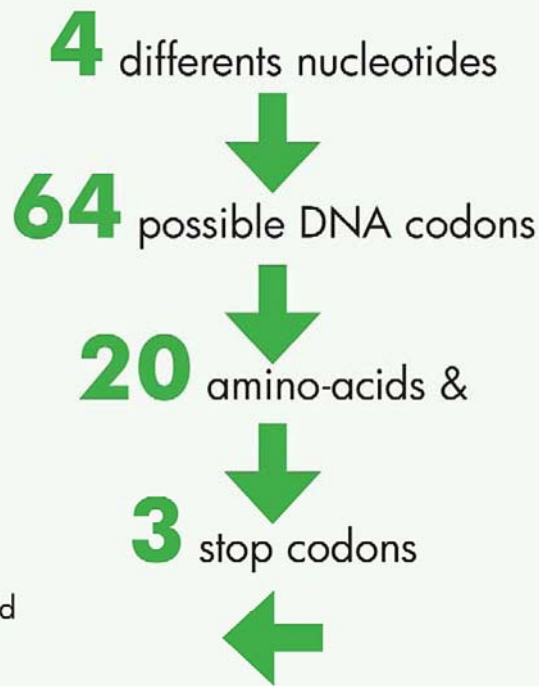 4 differents nucleotides
64 possible DNA codons
20 amino-acids &
3 stop codons